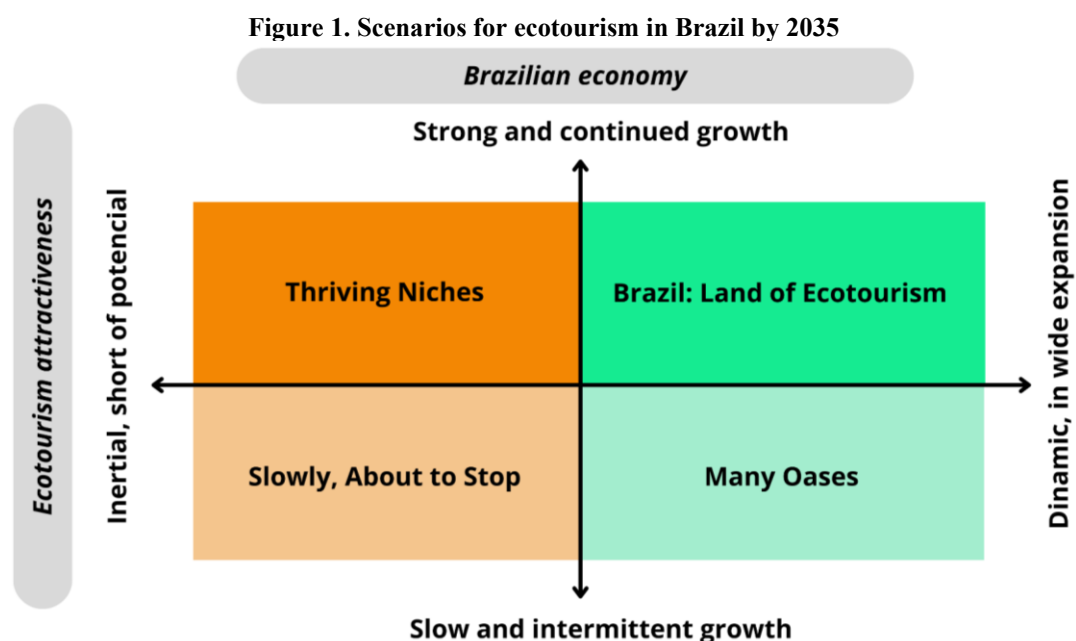 Figure 1. Scenarios for ecotourism in Brazil by 2035
Brazilian economy
Strong and continued growth
Ecotourism attractiveness
Inertial, short of potencial
Thriving Niches
Brazil: Land of Ecotourism
Dinamic, in wide expansion
Slowly, About to Stop
Many Oases
Slow and intermittent growth